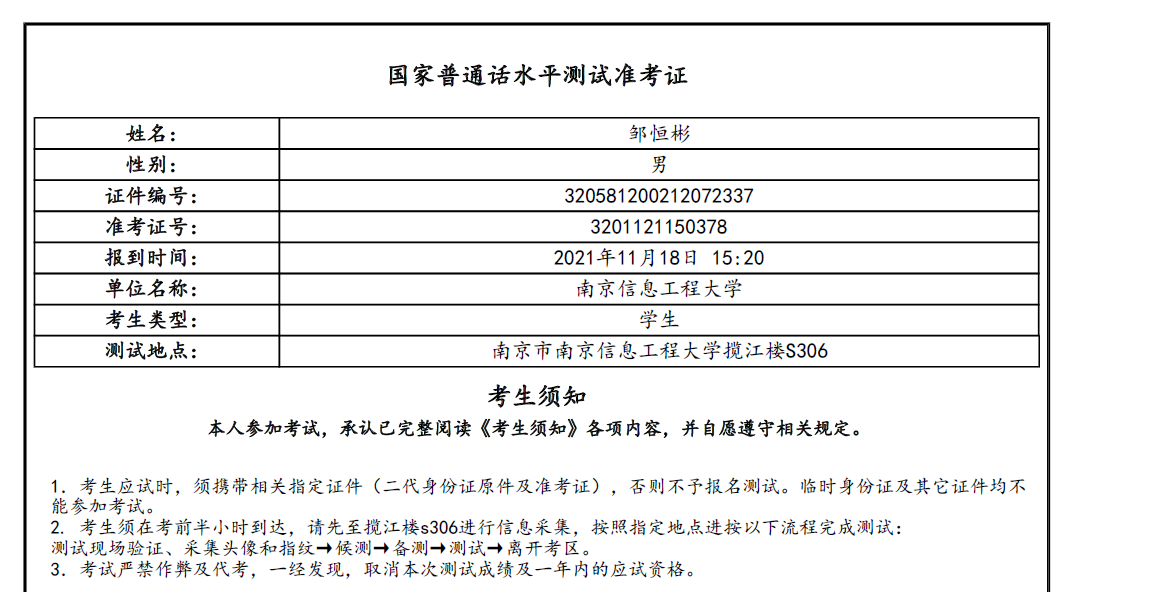 国家普通话水平测试准考证
姓名： 邹恒彬
性别： 男
证件编号： 320581200212072337
准考证号： 3201121150378
报到时间： 2021年11月18日 15:20
单位名称： 南京信息工程大学
考生类型： 学生
测试地点： 南京市南京信息工程大学揽江楼S306
考生须知
本人参加考试，承认已完整阅读《考生须知》各项内容，并自愿遵守相关规定。
1. 考生应试时，须携带相关指定证件（二代身份证原件及准考证），否则不予报名测试。临时身份证及其它证件均不
能参加考试。
2. 考生须在考前半小时到达，请先至揽江楼s306进行信息采集，按照指定地点进按以下流程完成测试：
测试现场验证、采集头像和指纹→候测→备测→测试→离开考区。
3. 考试严禁作弊及代考，一经发现，取消本次测试成绩及一年内的应试资格。